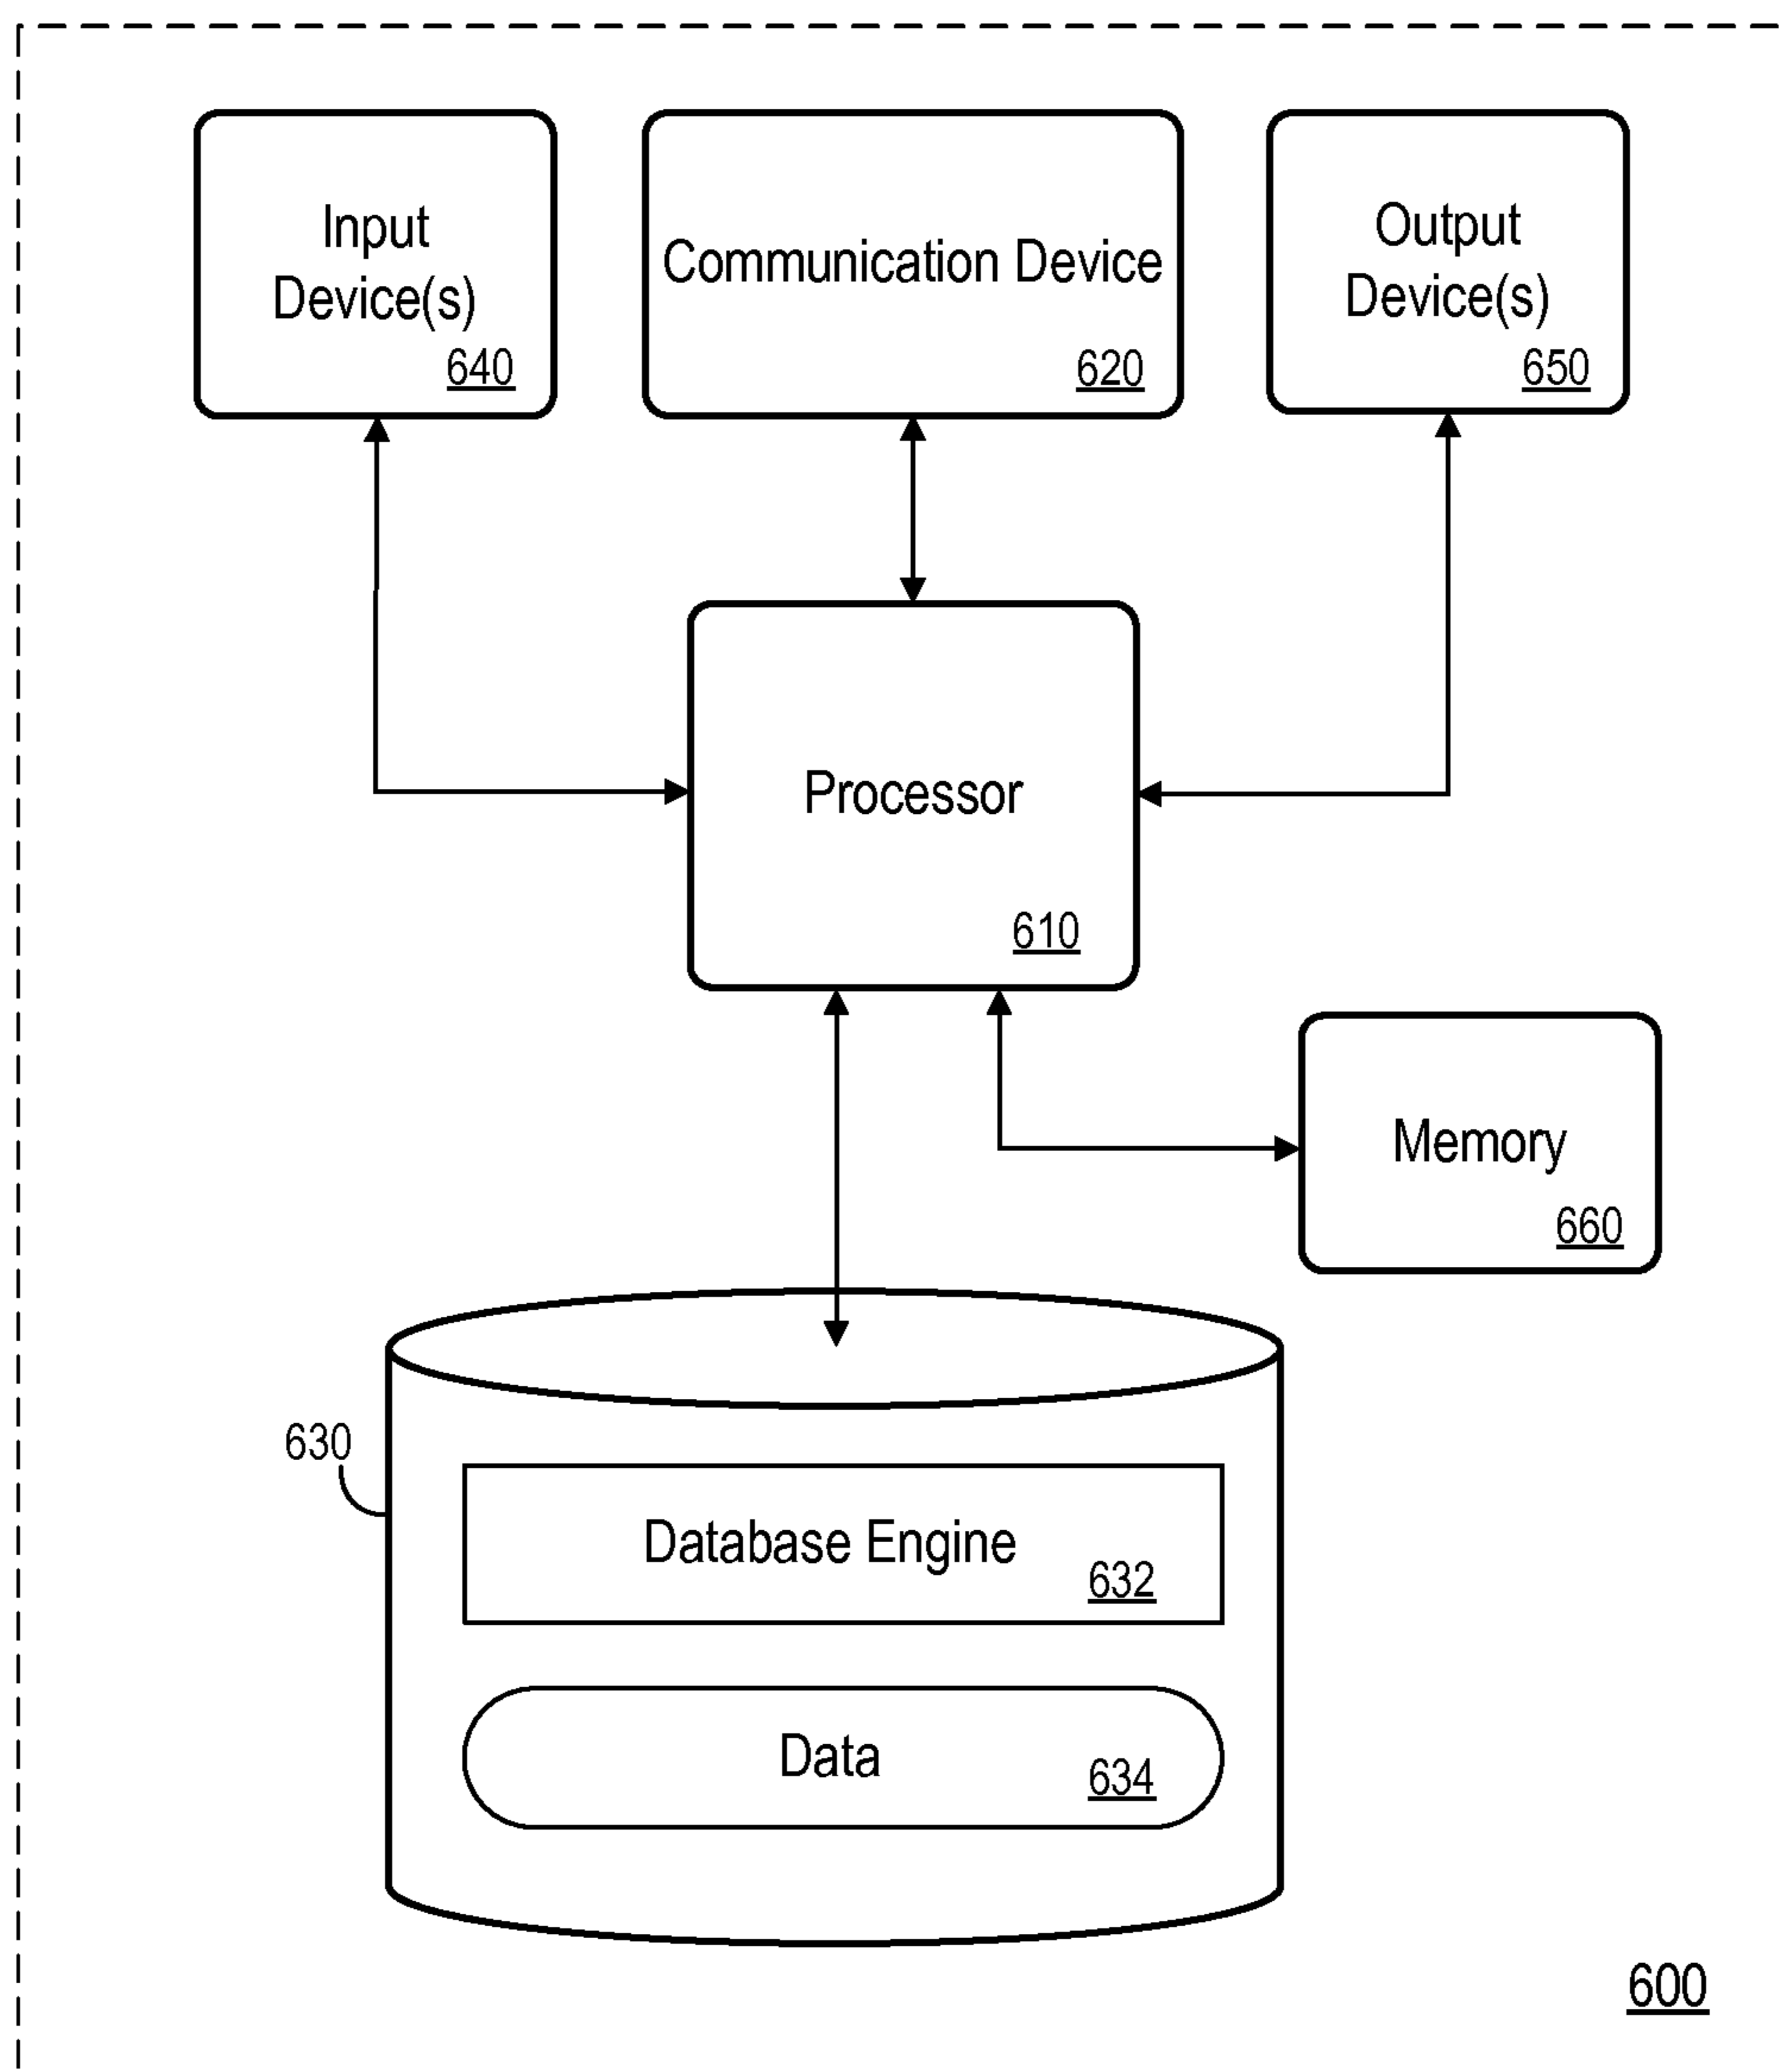 Input
Device(s)
640
Communication Device
620
Output
Device(s)
650
Processor
610
Memory
660
630
Database Engine
632
Data
634
600